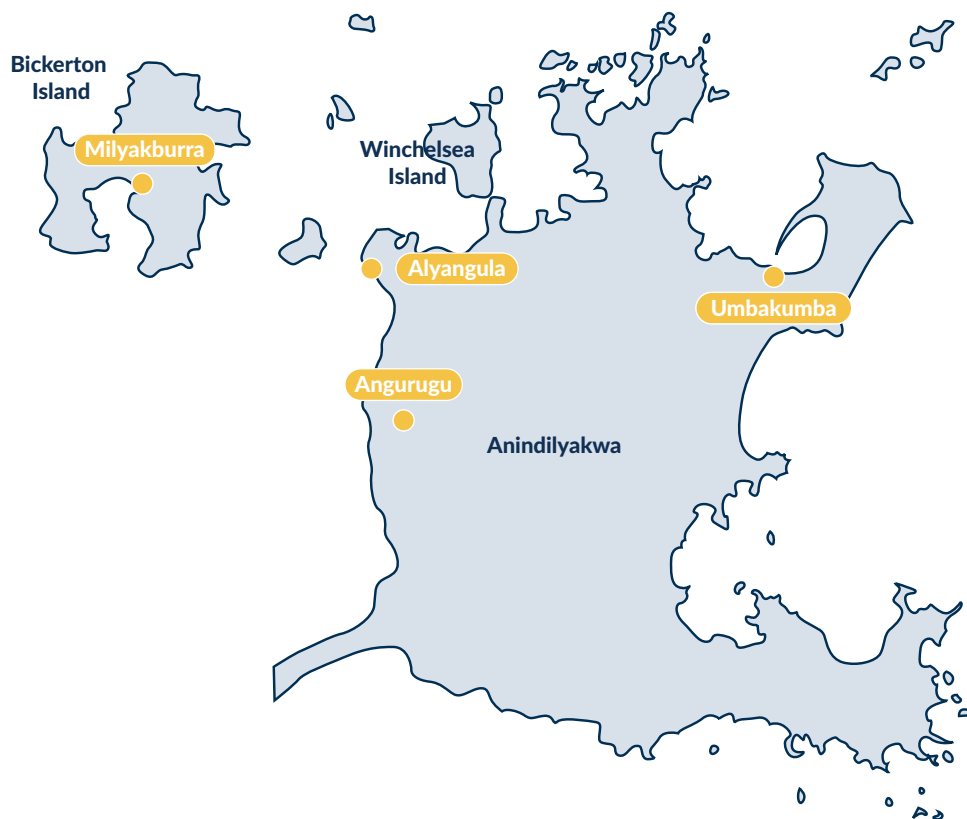 Bickerton
Island
Milyakburra
Winchelsea
Island
Alyangula
Umbakumba
Angurugu
Anindilyakwa